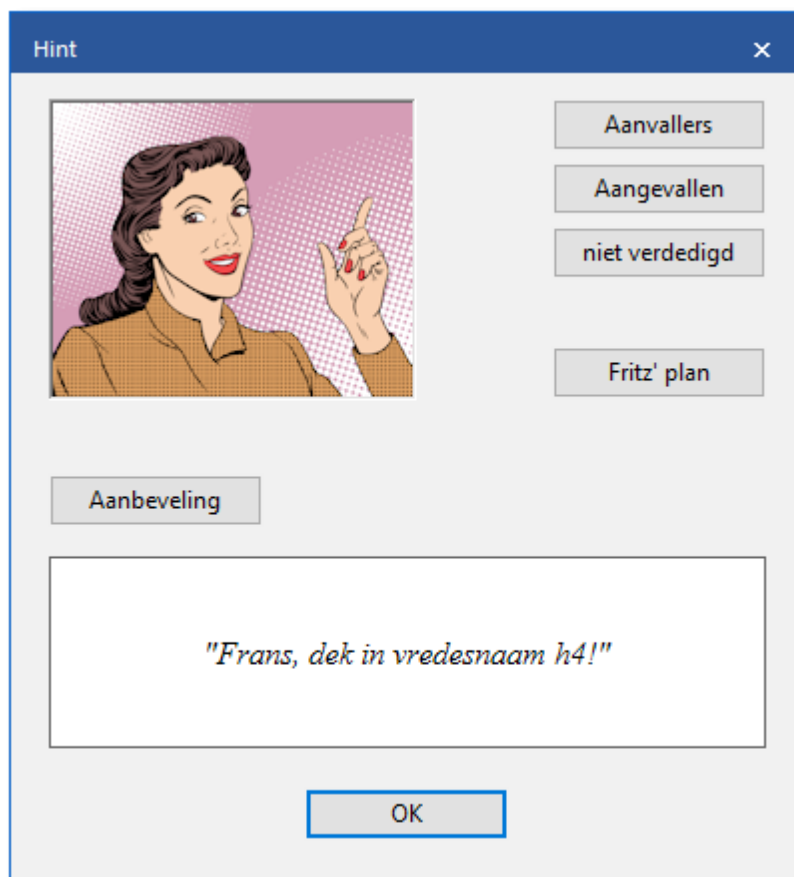 Hint
Aanvallers
Aangevallen
niet verdedigd
Fritz' plan
Aanbeveling
"Frans, dek in vredesnaam h4!"
OK